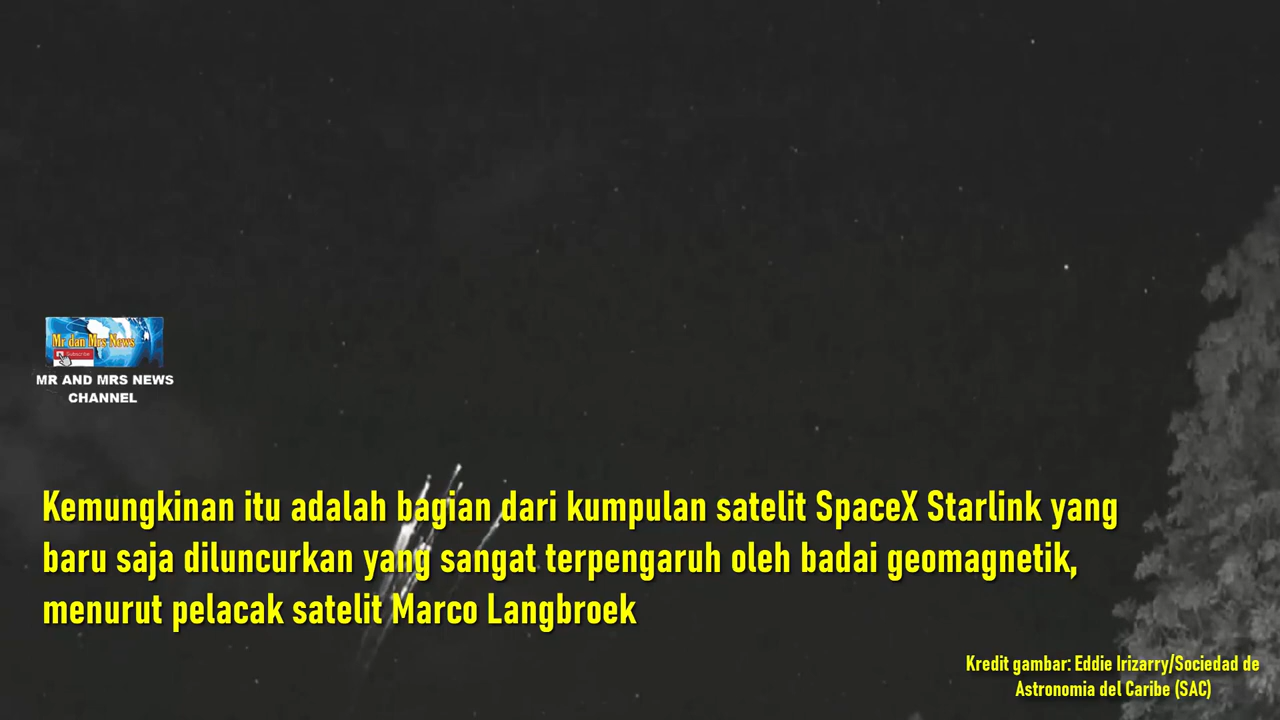 Mr dan Mrs News
Subscribe
MR AND MRS NEWS
CHANNEL
Kemungkinan itu adalah bagian dari kumpulan satelit SpaceX Starlink yang
baru saja diluncurkan yang sangat terpengaruh oleh badai geomagnetik,
menurut pelacak satelit Marco Langbroek
Kredit gambar: Eddie Irizarry/Sociedad de
Astronomia del Caribe (SAC)